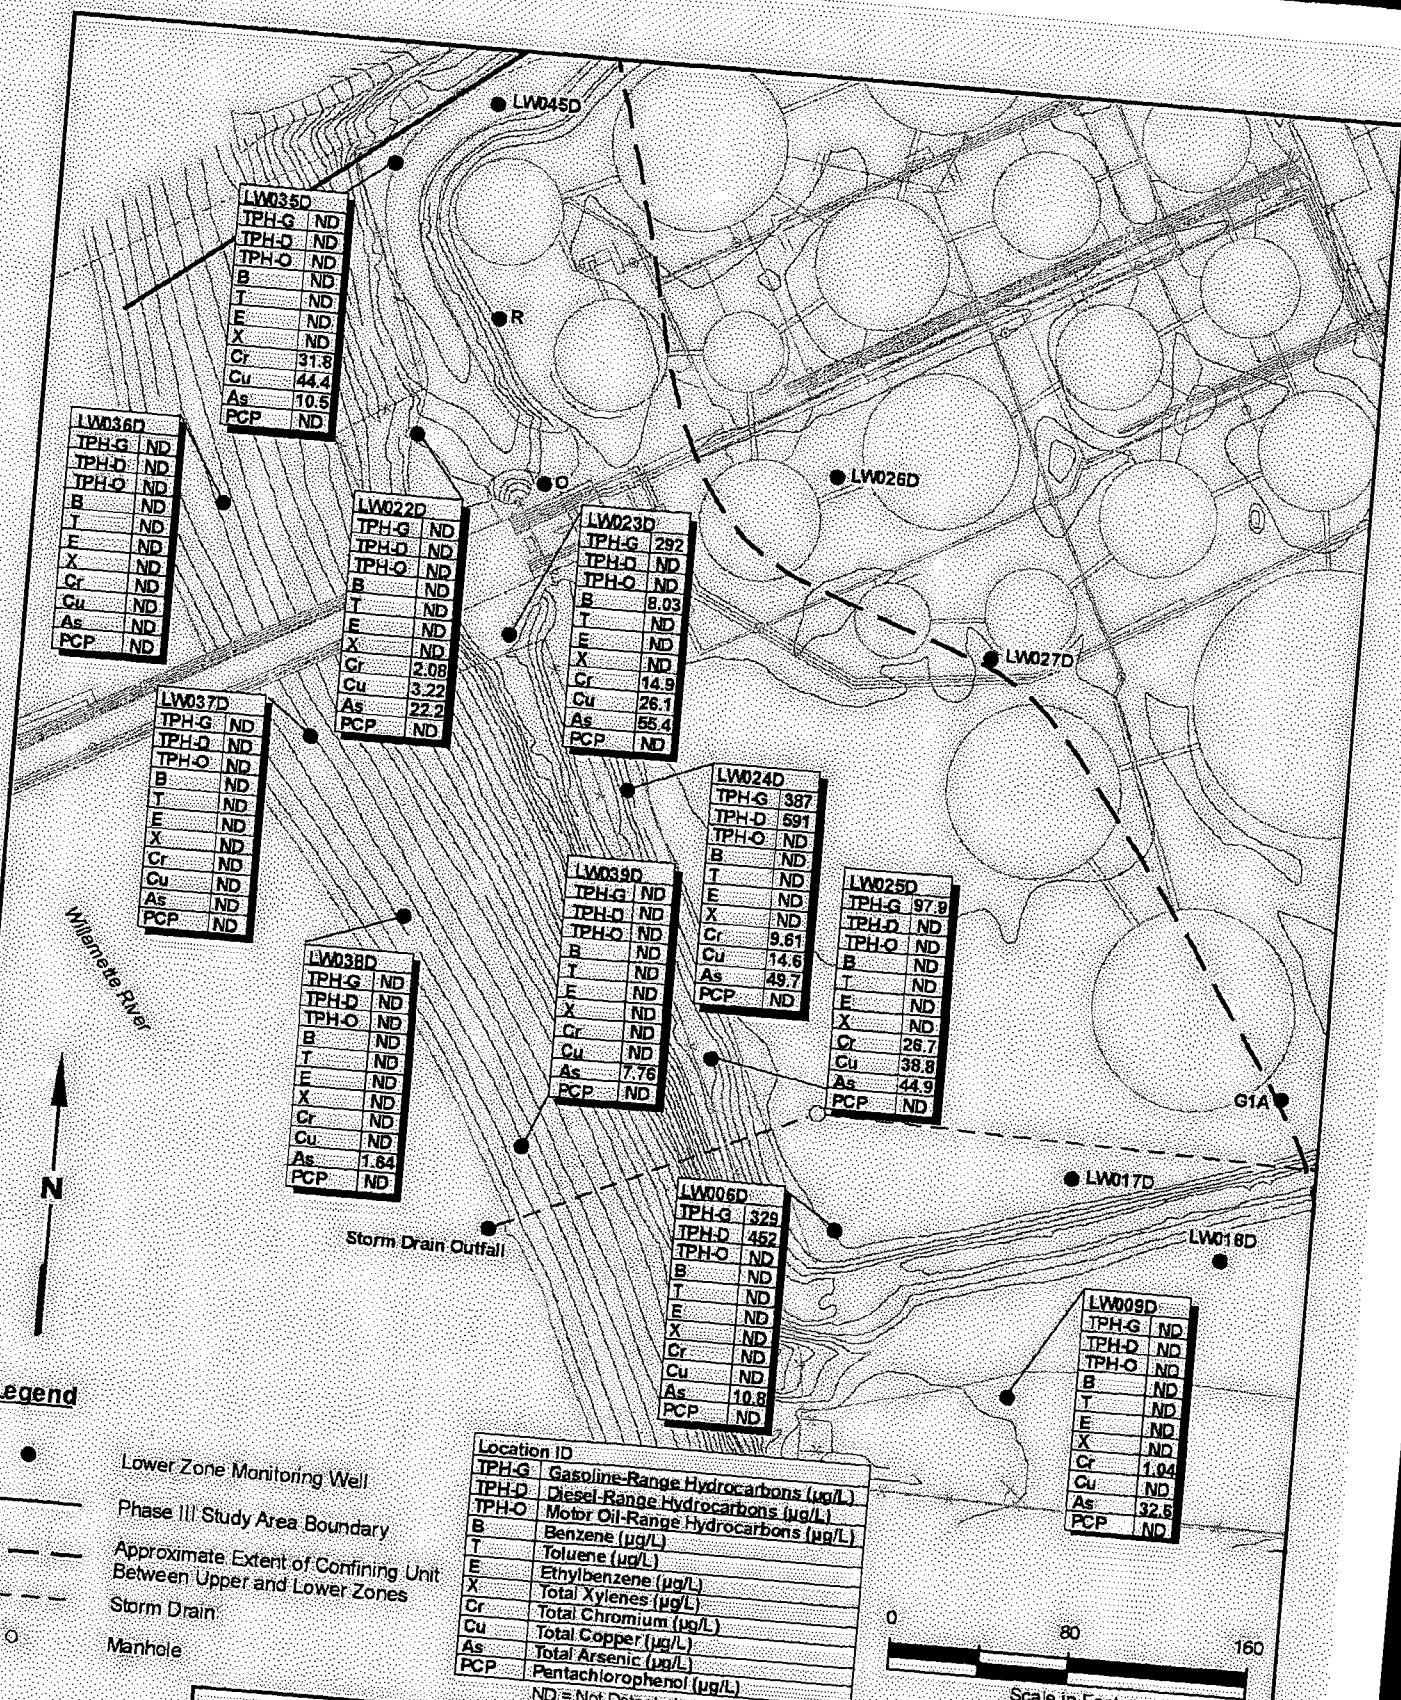 LW045D
LW035D
TPH-G ND
TPH-D ND
TPH-O ND
B ND
T ND
E ND
X ND
Cr 31.8
Cu 44.4
As 10.5
PCP ND
R
LW036D
TPH-G ND
TPH-D ND
TPH-O ND
B ND
T ND
E ND
X ND
Cr ND
Cu ND
As ND
PCP ND
O
LW026D
LW022D
TPH-G ND
TPH-D ND
TPH-O ND
B ND
T ND
E ND
X ND
Cr 2.08
Cu 3.22
As 22.2
PCP ND
LW023D
TPH-G 292
TPH-D ND
TPH-O ND
B 8.03
T ND
E ND
X ND
Cr 14.9
Cu 26.1
As 55.4
PCP ND
LW027D
LW037D
TPH-G ND
TPH-D ND
TPH-O ND
B ND
T ND
E ND
X ND
Cr ND
Cu ND
As ND
PCP ND
LW024D
TPH-G 387
TPH-D 591
TPH-O ND
B ND
T ND
E ND
X ND
Cr 9.61
Cu 14.6
As 49.7
PCP ND
LW039D
TPH-G ND
TPH-D ND
TPH-O ND
B ND
T ND
E ND
X ND
Cr ND
Cu ND
As 7.76
PCP ND
LW025D
TPH-G 97.9
TPH-D ND
TPH-O ND
B ND
T ND
E ND
X ND
Cr 26.7
Cu 38.8
As 44.9
PCP ND
Willamette River
LW038D
TPH-G ND
TPH-D ND
TPH-O ND
B ND
T ND
E ND
X ND
Cr ND
Cu ND
As 1.64
PCP ND
G1A
N
LW017D
LW006D
TPH-G 329
TPH-D 452
TPH-O ND
B ND
T ND
E ND
X ND
Cr ND
Cu ND
As 10.8
PCP ND
Storm Drain Outfall
LW009D
TPH-G ND
TPH-D ND
TPH-O ND
B ND
T ND
E ND
X ND
Cr 1.04
Cu ND
As 32.6
PCP ND
Lower Zone Monitoring Well
Phase III Study Area Boundary
Approximate Extent of Confining Unit
Between Upper and Lower Zones
Storm Drain
Manhole
Location ID
TPH-G Gasoline-Range Hydrocarbons (µg/L)
TPH-D Diesel-Range Hydrocarbons (µg/L)
TPH-O Motor Oil-Range Hydrocarbons (µg/L)
B Benzene (µg/L)
T Toluene (µg/L)
E Ethylbenzene (µg/L)
X Total Xylenes (µg/L)
Cr Total Chromium (µg/L)
Cu Total Copper (µg/L)
As Total Arsenic (µg/L)
PCP Pentachlorophenol (µg/L)
ND = Not
0 80 160
Scale in